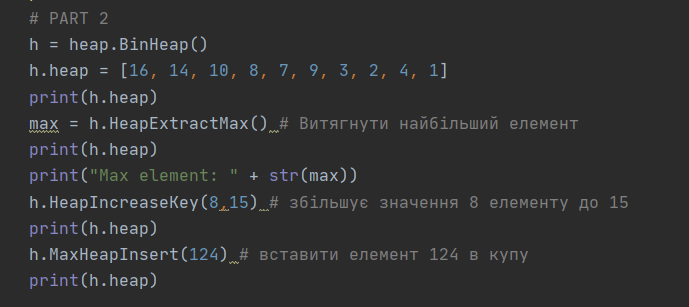 # PART 2
h = heap.BinHeap()
h.heap = [16, 14, 10, 8, 7, 9, 3, 2, 4, 1]
print(h.heap)
max = h.HeapExtractMax() # Витягнути найбільший елемент
print(h.heap)
print("Max element: " + str(max))
h.HeapIncreaseKey(8,15) # збільшує значення 8 елементу до 15
print(h.heap)
h.MaxHeapInsert(124) # вставити елемент 124 в купу
print(h.heap)